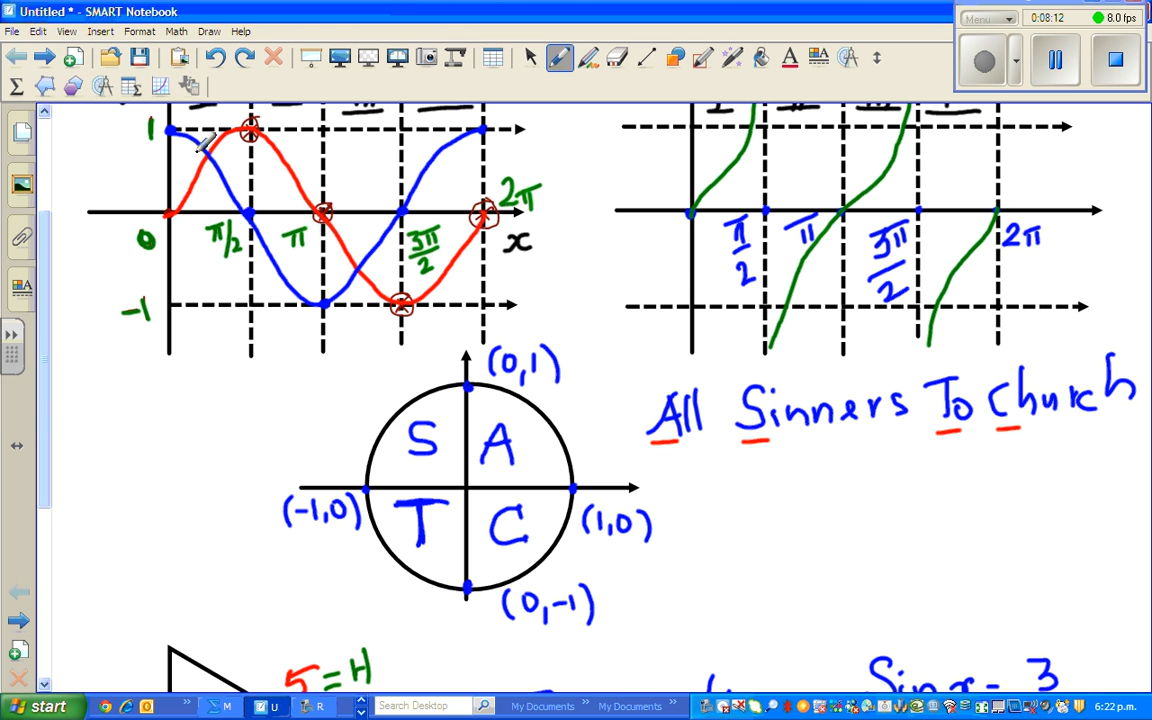 Untitled * - SMART Notebook
File Edit View Insert Format Math Draw Help
Menu
0:08:12
8.0 fps
1
0
-1
π/2
π
3π/2
2π
x
π/2
π
3π/2
2π
All Sinners To Church
(0,1)
S A
(-1,0)
T C
(1,0)
(0,-1)
5 = H
start
M
U
R
Search Desktop
My Documents
My Documents
6:22 p.m.